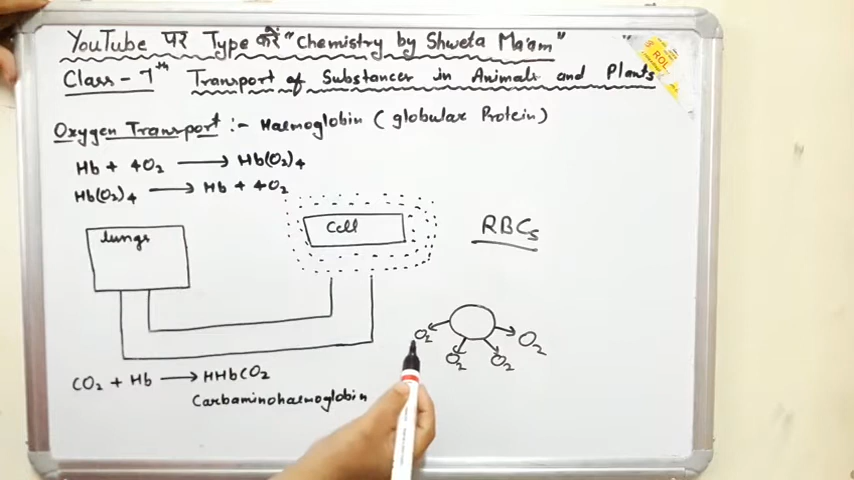 YouTube पर Type करें "Chemistry by Shweta Ma'am"
Class - 7th Transport of Substances in Animals and Plants
Oxygen Transport :- Haemoglobin (globular Protein)
Hb + 4O2 → Hb(O2)4
Hb(O2)4 → Hb + 4O2
lungs
Cell
RBCs
O2 O2 O2 O2
CO2 + Hb → HHbCO2
Carbaminohaemoglobin